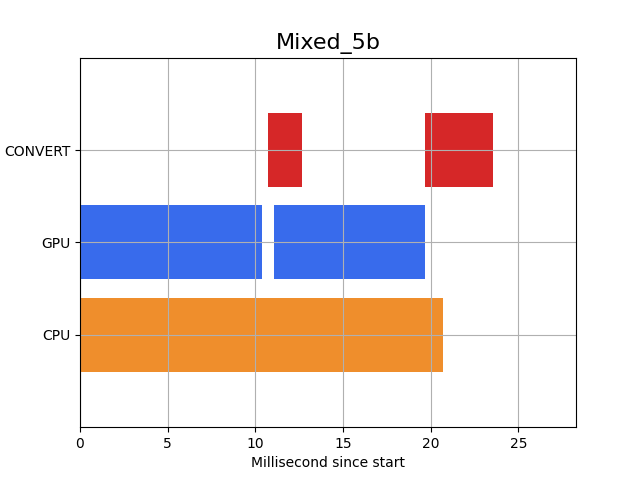 Mixed_5b
CONVERT
GPU
CPU
0 5 10 15 20 25
Millisecond since start